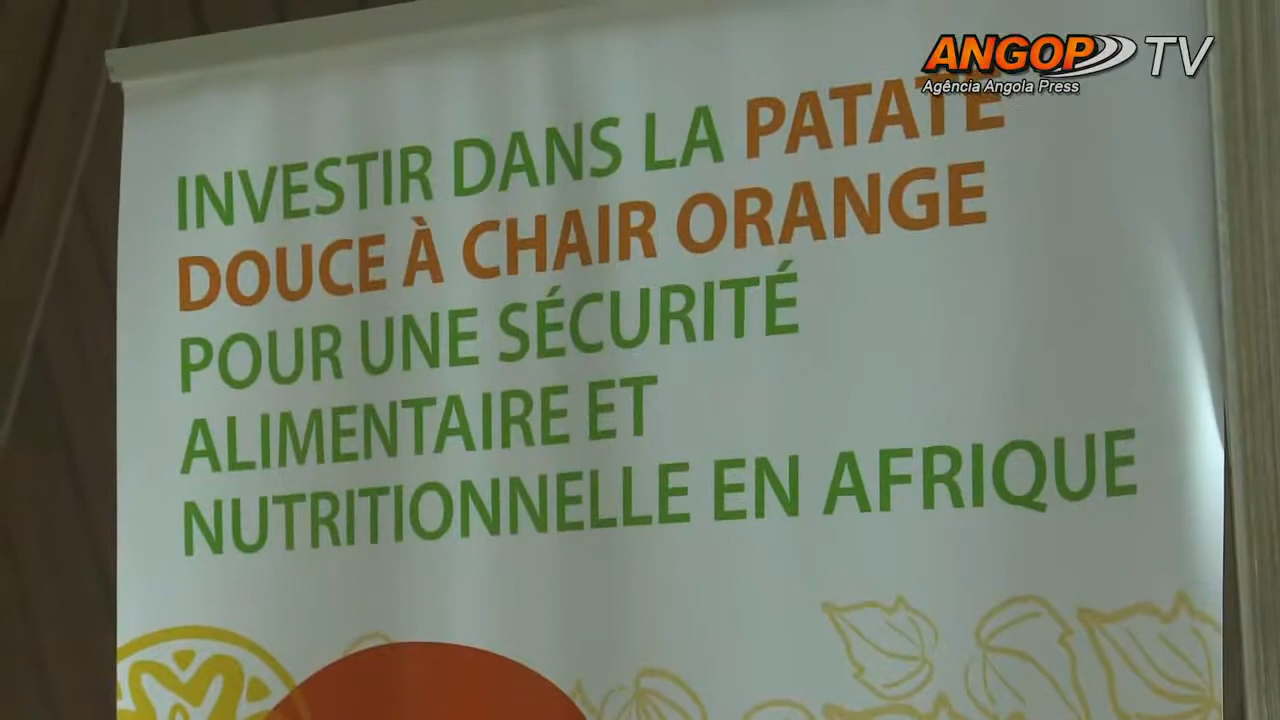 ANGOP TV
Agência Angola Press
INVESTIR DANS LA PATATE
DOUCE À CHAIR ORANGE
POUR UNE SÉCURITÉ
ALIMENTAIRE ET
NUTRITIONNELLE EN AFRIQUE